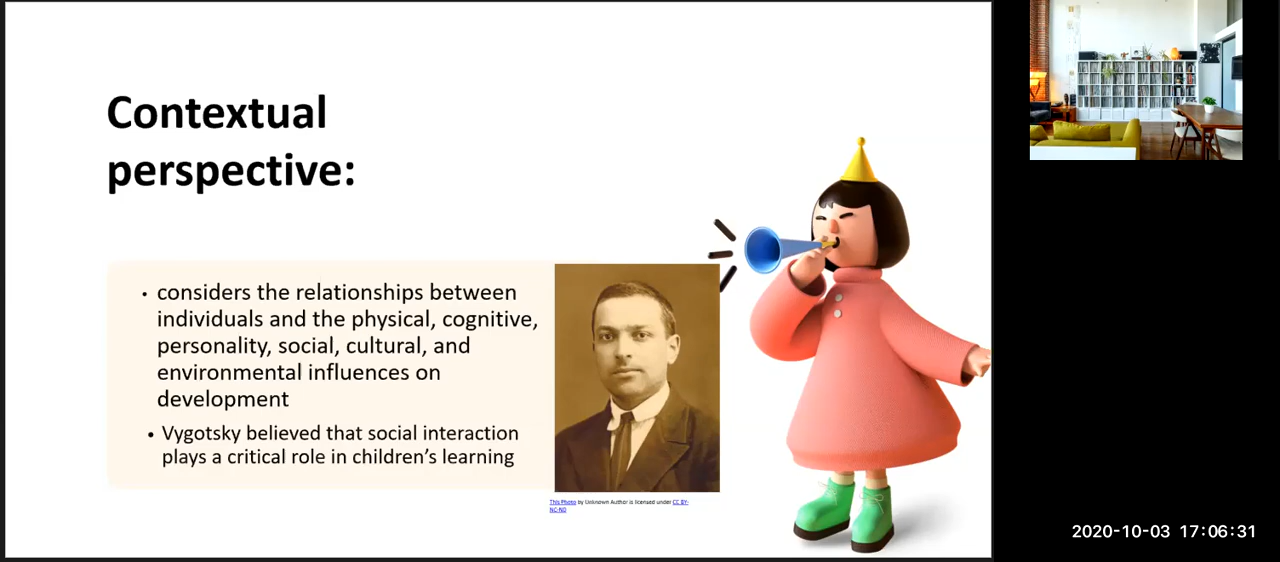 Contextual
perspective:
• considers the relationships between
individuals and the physical, cognitive,
personality, social, cultural, and
environmental influences on
development
• Vygotsky believed that social interaction
plays a critical role in children’s learning
This Photo by Unknown Author is licensed under CC BY-
NC-ND
2020-10-03 17:06:31